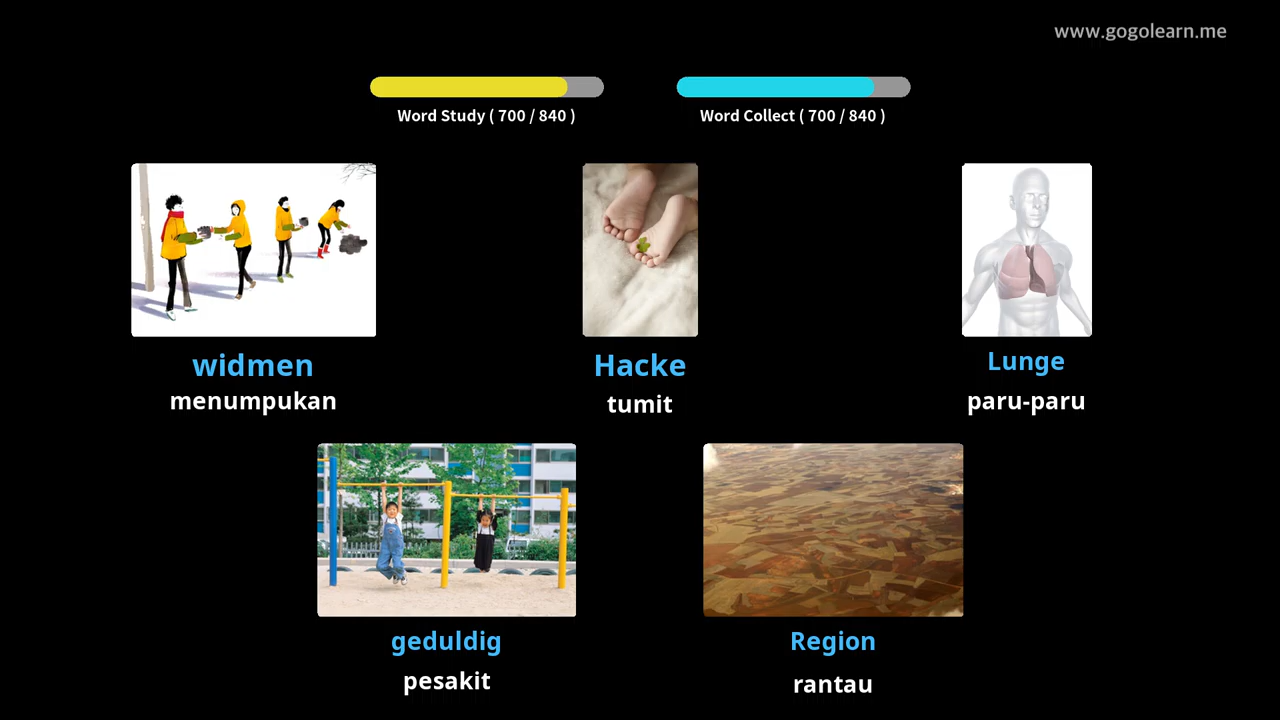 www.gogolearn.me
Word Study ( 700 / 840 )
Word Collect ( 700 / 840 )
widmen
menumpukan
Hacke
tumit
Lunge
paru-paru
geduldig
pesakit
Region
rantau